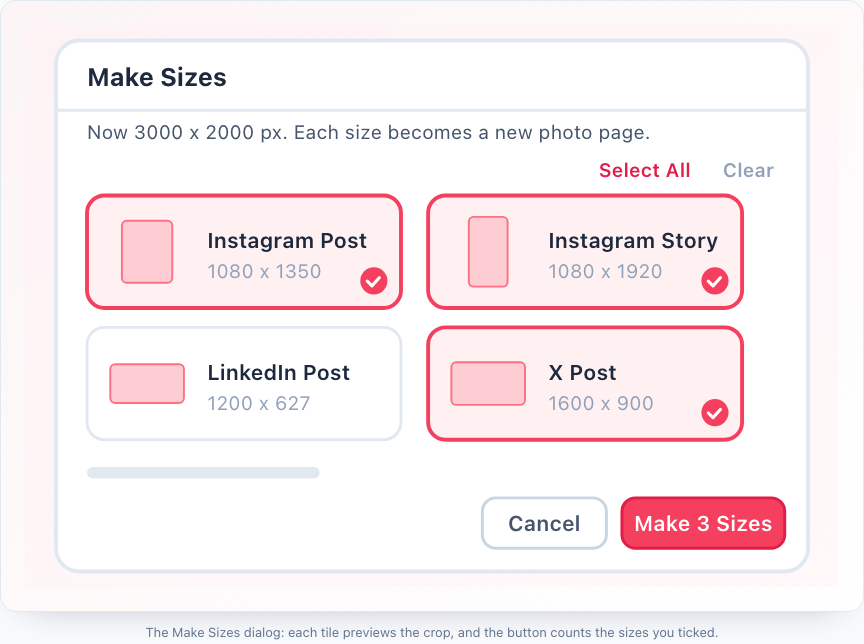 Make Sizes
Now 3000 x 2000 px. Each size becomes a new photo page.
Select All Clear
Instagram Post
1080 x 1350
Instagram Story
1080 x 1920
LinkedIn Post
1200 x 627
X Post
1600 x 900
Cancel
Make 3 Sizes
The Make Sizes dialog: each tile previews the crop, and the button counts the sizes you ticked.